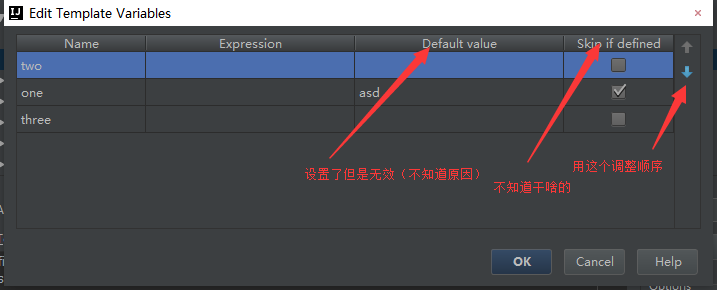 IJ Edit Template Variables
Name Expression Default value Skip if defined
two
one asd
three
设置了但是无效（不知道原因）
不知道干啥的
用这个调整顺序
OK Cancel Help
Options